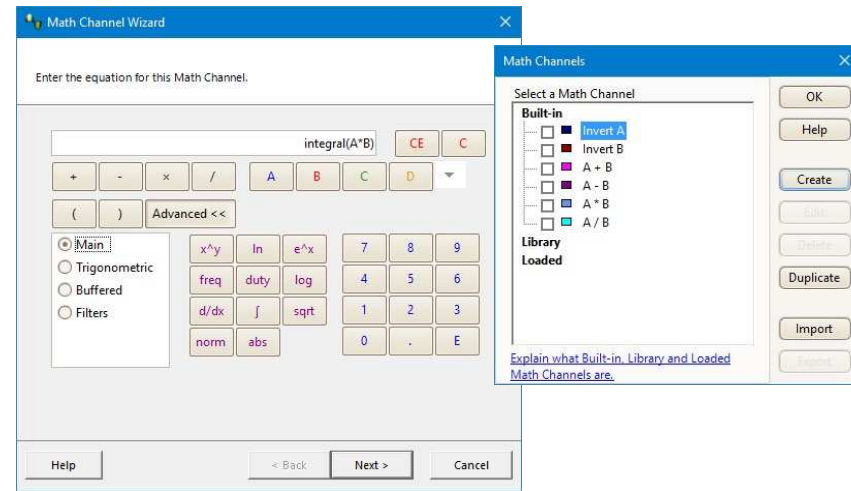 Math Channel Wizard
Enter the equation for this Math Channel.
integral(A*B)
CE
C
+
-
×
/
A
B
C
D
(
)
Advanced <<
Main
Trigonometric
Buffered
Filters
x^y
ln
e^x
freq
duty
log
d/dx
∫
sqrt
norm
abs
7
8
9
4
5
6
1
2
3
0
.
E
Help
< Back
Next >
Cancel
Math Channels
Select a Math Channel
Built-in
Invert A
Invert B
A + B
A - B
A * B
A / B
Library
Loaded
Explain what Built-in, Library and Loaded
Math Channels are.
OK
Help
Create
Edit
Delete
Duplicate
Import
Export